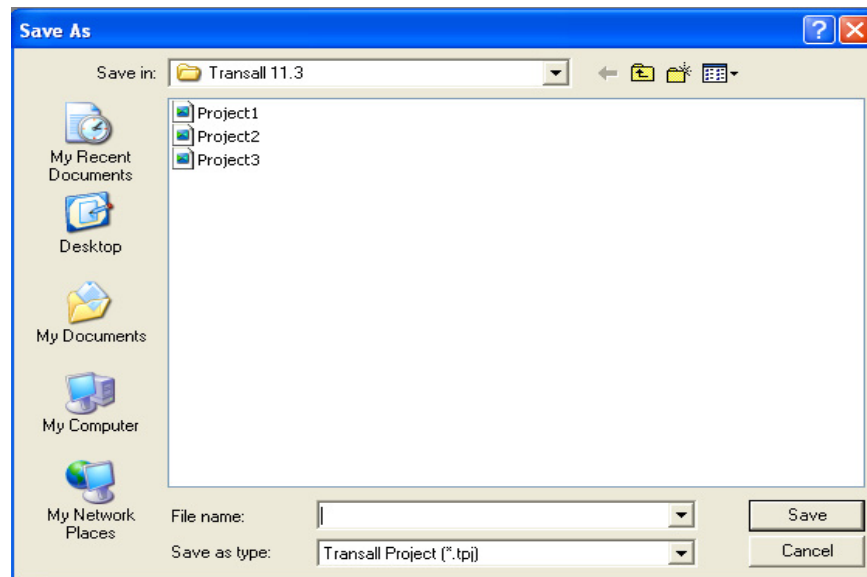 Save As
Save in: Transall 11.3
Project1
Project2
Project3
My Recent
Documents
Desktop
My Documents
My Computer
My Network
Places
File name:
Save
Save as type: Transall Project (*.tpj)
Cancel